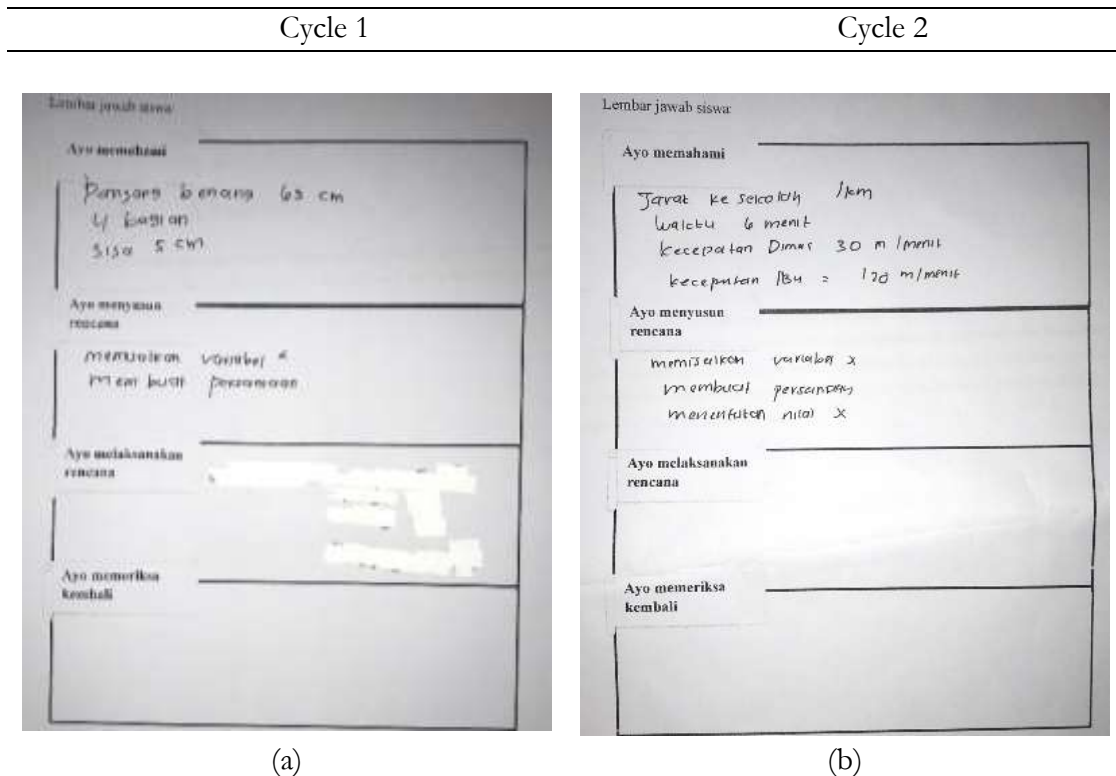 Cycle 1
Cycle 2
Lembar jawab siswa
Ayo memahami
Panjang benang 65 cm
4 bagian
sisa 5 cm
Ayo menyusun
rencana
memisalkan variabel x
membuat persamaan
Ayo melaksanakan
rencana
Ayo memeriksa
kembali
(a)
Lembar jawab siswa
Ayo memahami
Jarak ke sekolah 1 km
waktu 6 menit
kecepatan Dimas 30 m/menit
kecepatan Ibu = 120 m/menit
Ayo menyusun
rencana
memisalkan variabel x
membuat persamaan
menentukan nilai x
Ayo melaksanakan
rencana
Ayo memeriksa
kembali
(b)